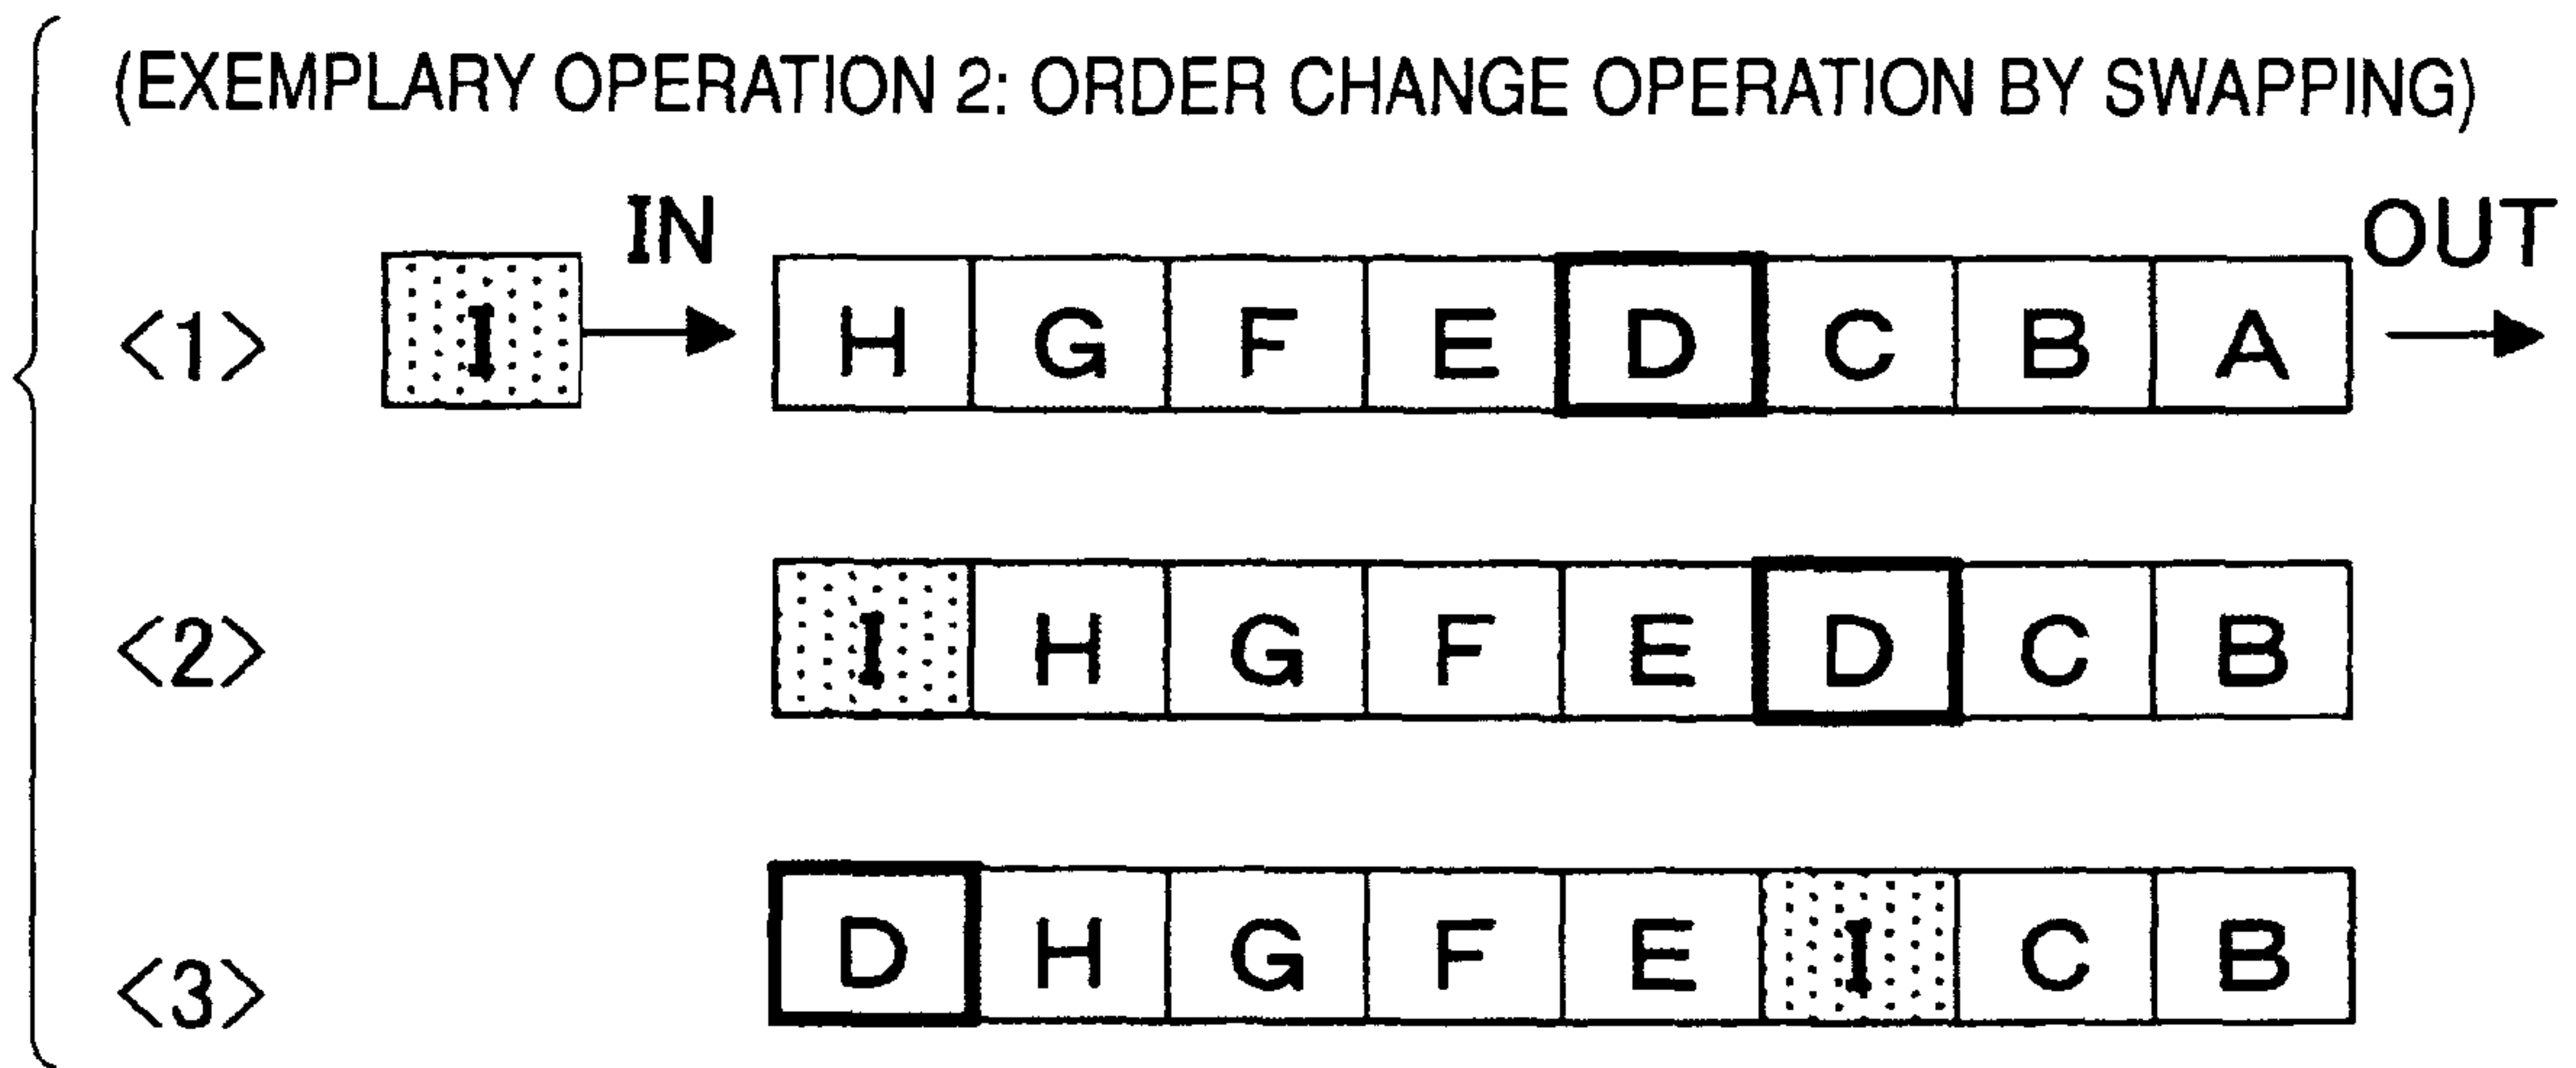 (EXEMPLARY OPERATION 2: ORDER CHANGE OPERATION BY SWAPPING)
IN OUT
<1> I H G F E D C B A
<2> I H G F E D C B
<3> D H G F E I C B